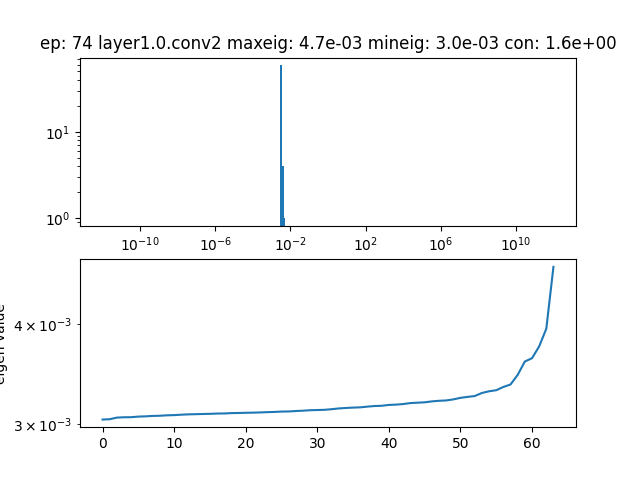 ep: 74 layer1.0.conv2 maxeig: 4.7e-03 mineig: 3.0e-03 con: 1.6e+00
10¹
10⁰
10⁻¹⁰ 10⁻⁶ 10⁻² 10² 10⁶ 10¹⁰
eigen value
4 × 10⁻³
3 × 10⁻³
0 10 20 30 40 50 60